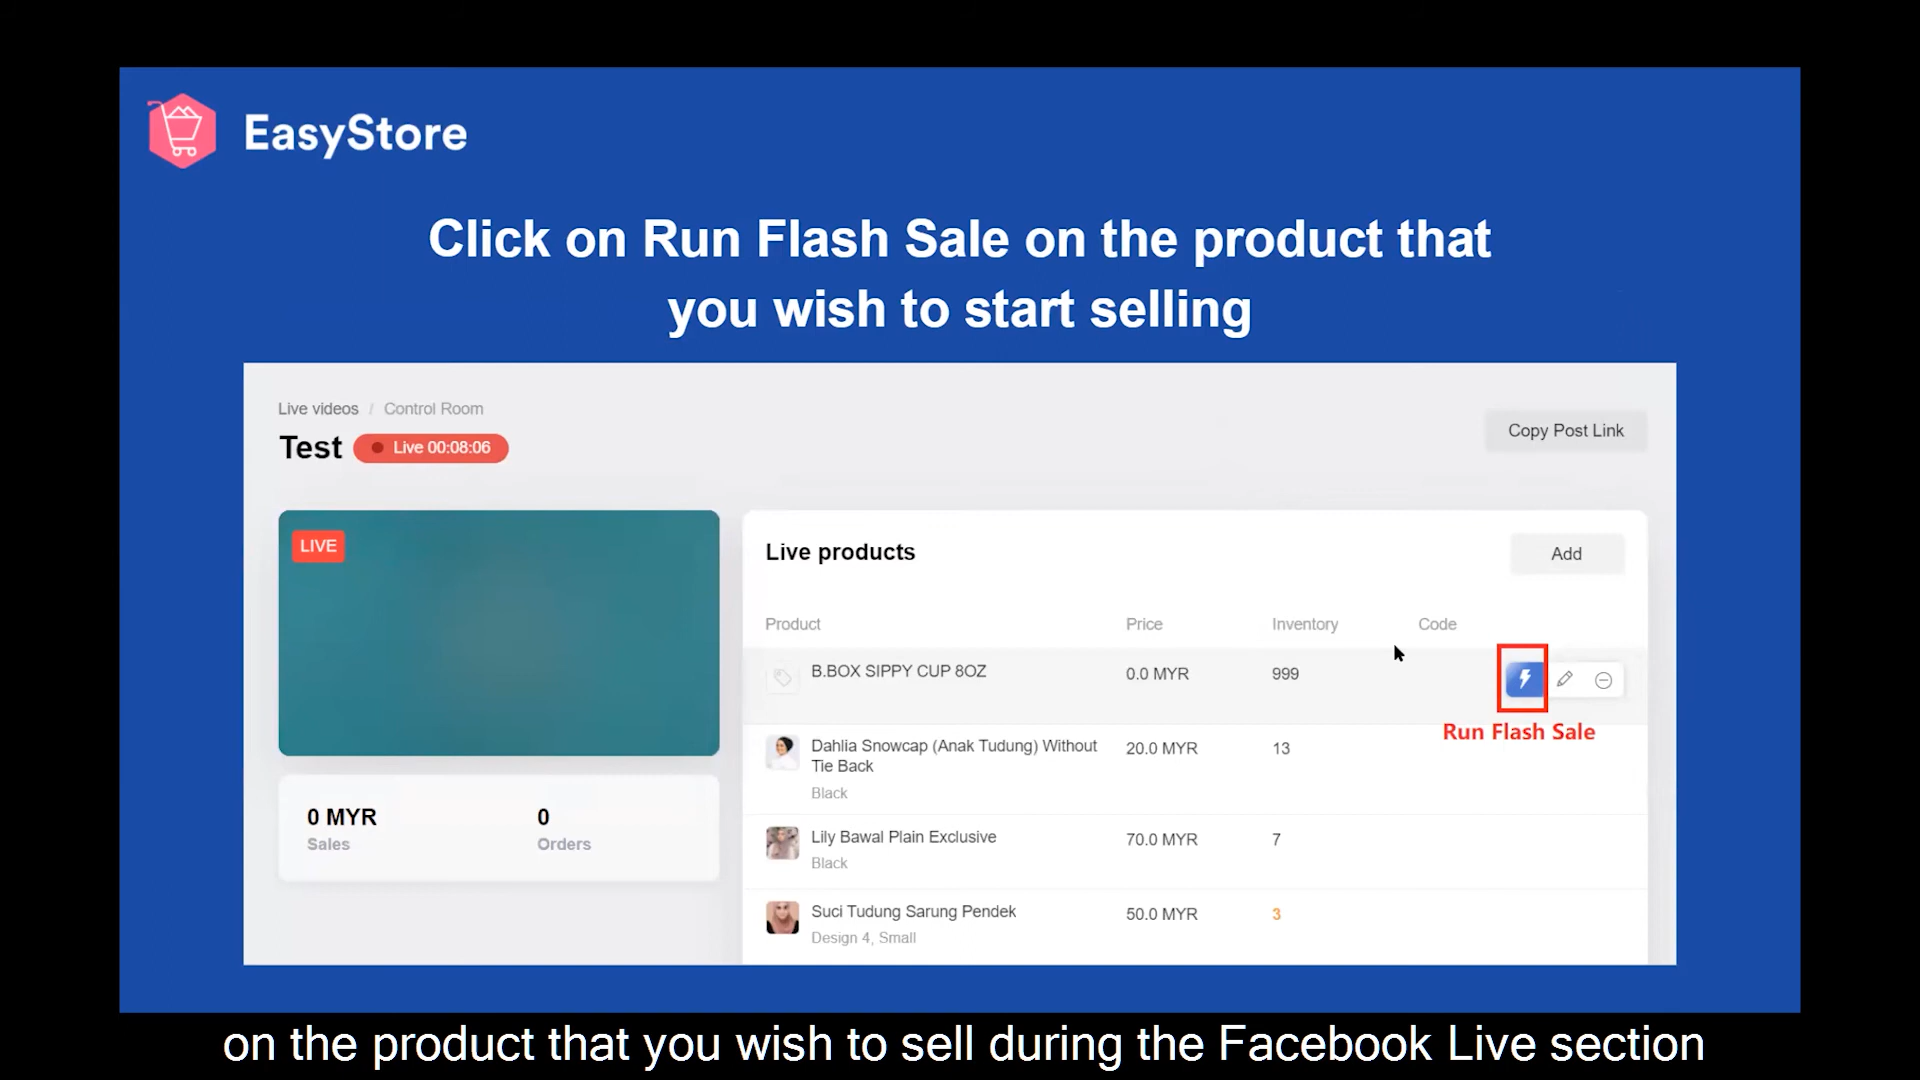 EasyStore
Click on Run Flash Sale on the product that
you wish to start selling
Live videos / Control Room
Test
Live 00:08:06
Copy Post Link
LIVE
0 MYR
Sales
0
Orders
Live products
Add
Product Price Inventory Code
B.BOX SIPPY CUP 8OZ 0.0 MYR 999
Run Flash Sale
Dahlia Snowcap (Anak Tudung) Without 20.0 MYR 13
Tie Back
Black
Lily Bawal Plain Exclusive 70.0 MYR 7
Black
Suci Tudung Sarung Pendek 50.0 MYR 3
Design 4, Small
on the product that you wish to sell during the Facebook Live section